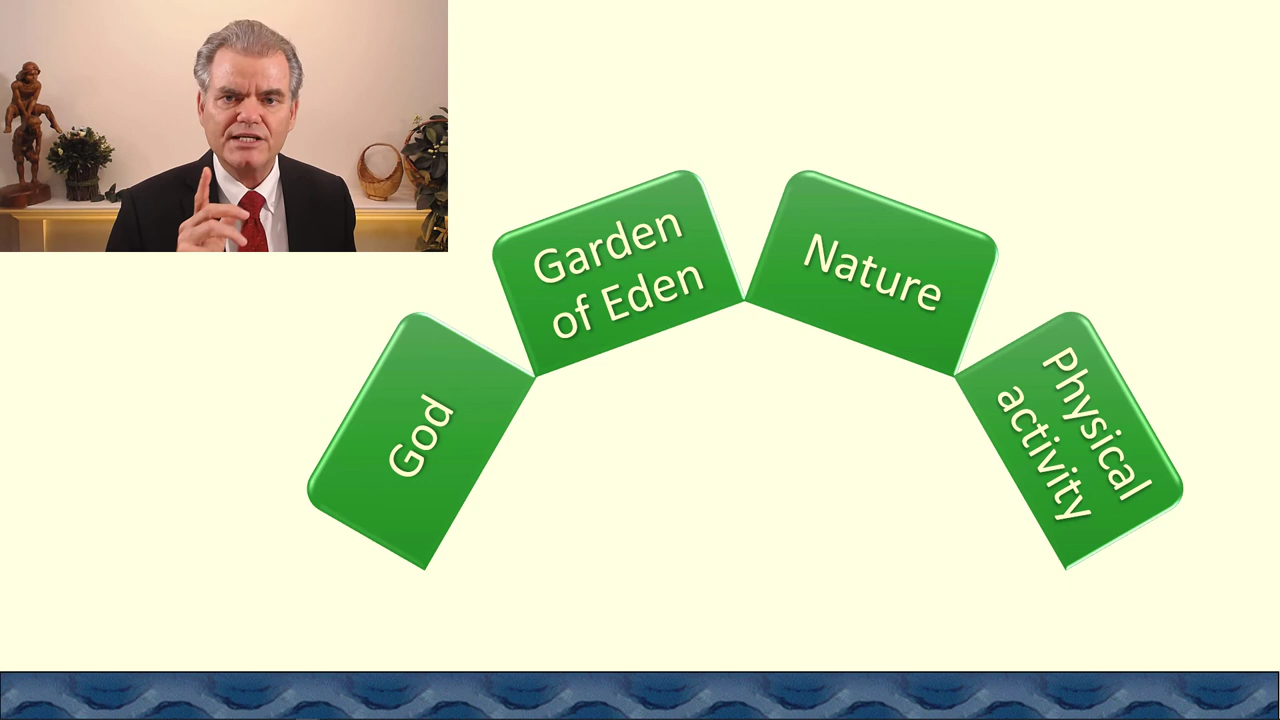 God
Garden
of Eden
Nature
Physical
activity